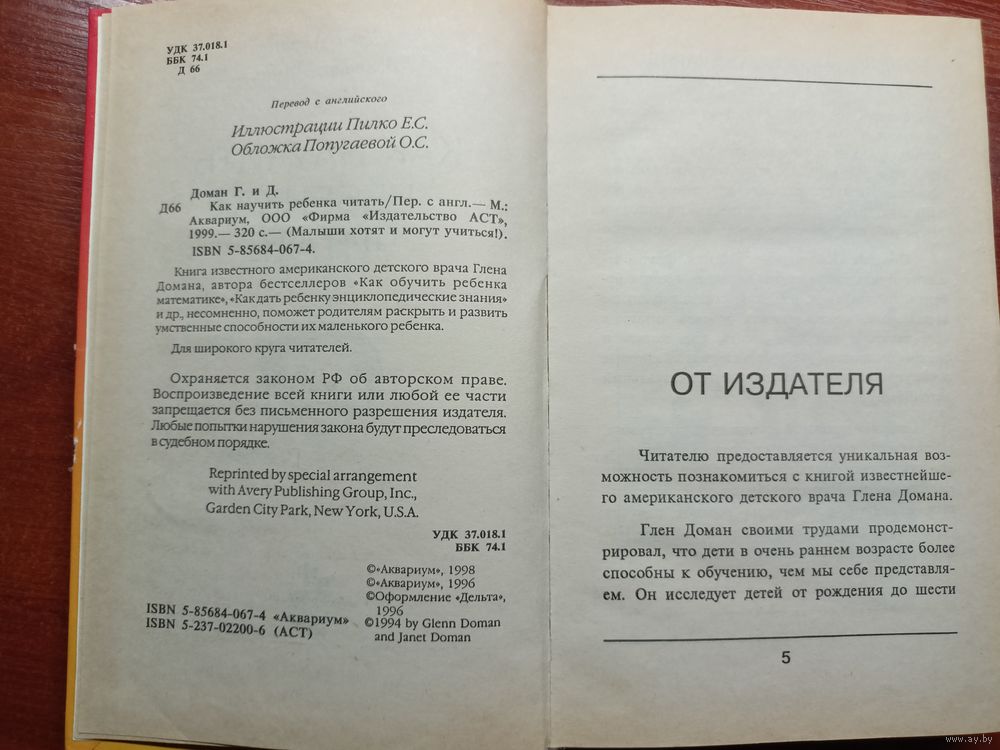 УДК 37.018.1
ББК 74.1
Д 66
Перевод с английского
Иллюстрации Пилко Е.С.
Обложка Попугаевой О.С.
Доман Г. и Д.
Д66 Как научить ребенка читать/Пер. с англ.— М.:
Аквариум, ООО «Фирма «Издательство АСТ»,
1999.— 320 с.— (Малыши хотят и могут учиться!).
ISBN 5-85684-067-4.
Книга известного американского детского врача Глена
Домана, автора бестселлеров «Как обучить ребенка
математике», «Как дать ребенку энциклопедические знания»
и др., несомненно, поможет родителям раскрыть и развить
умственные способности их маленького ребенка.
Для широкого круга читателей.
Охраняется законом РФ об авторском праве.
Воспроизведение всей книги или любой ее части
запрещается без письменного разрешения издателя.
Любые попытки нарушения закона будут преследоваться
в судебном порядке.
Reprinted by special arrangement
with Avery Publishing Group, Inc.,
Garden City Park, New York, U.S.A.
УДК 37.018.1
ББК 74.1
©«Аквариум», 1998
©«Аквариум», 1996
©Оформление «Дельта»,
1996
ISBN 5-85684-067-4 «Аквариум»
ISBN 5-237-02200-6 (АСТ)
©1994 by Glenn Doman
and Janet Doman
ОТ ИЗДАТЕЛЯ
Читателю предоставляется уникальная воз-
можность познакомиться с книгой известнейше-
го американского детского врача Глена Домана.
Глен Доман своими трудами продемонст-
рировал, что дети в очень раннем возрасте более
способны к обучению, чем мы себе представля-
ем. Он исследует детей от рождения до шести
5
www.ay.by